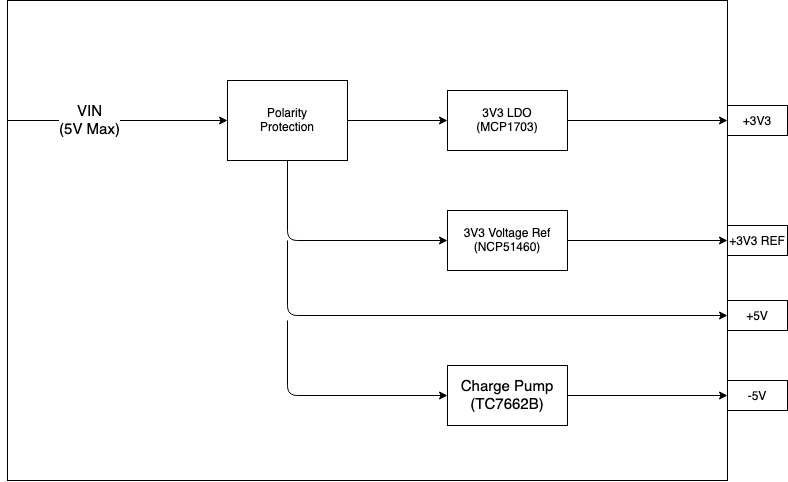 VIN
(5V Max)
Polarity
Protection
3V3 LDO
(MCP1703)
+3V3
3V3 Voltage Ref
(NCP51460)
+3V3 REF
+5V
Charge Pump
(TC7662B)
-5V